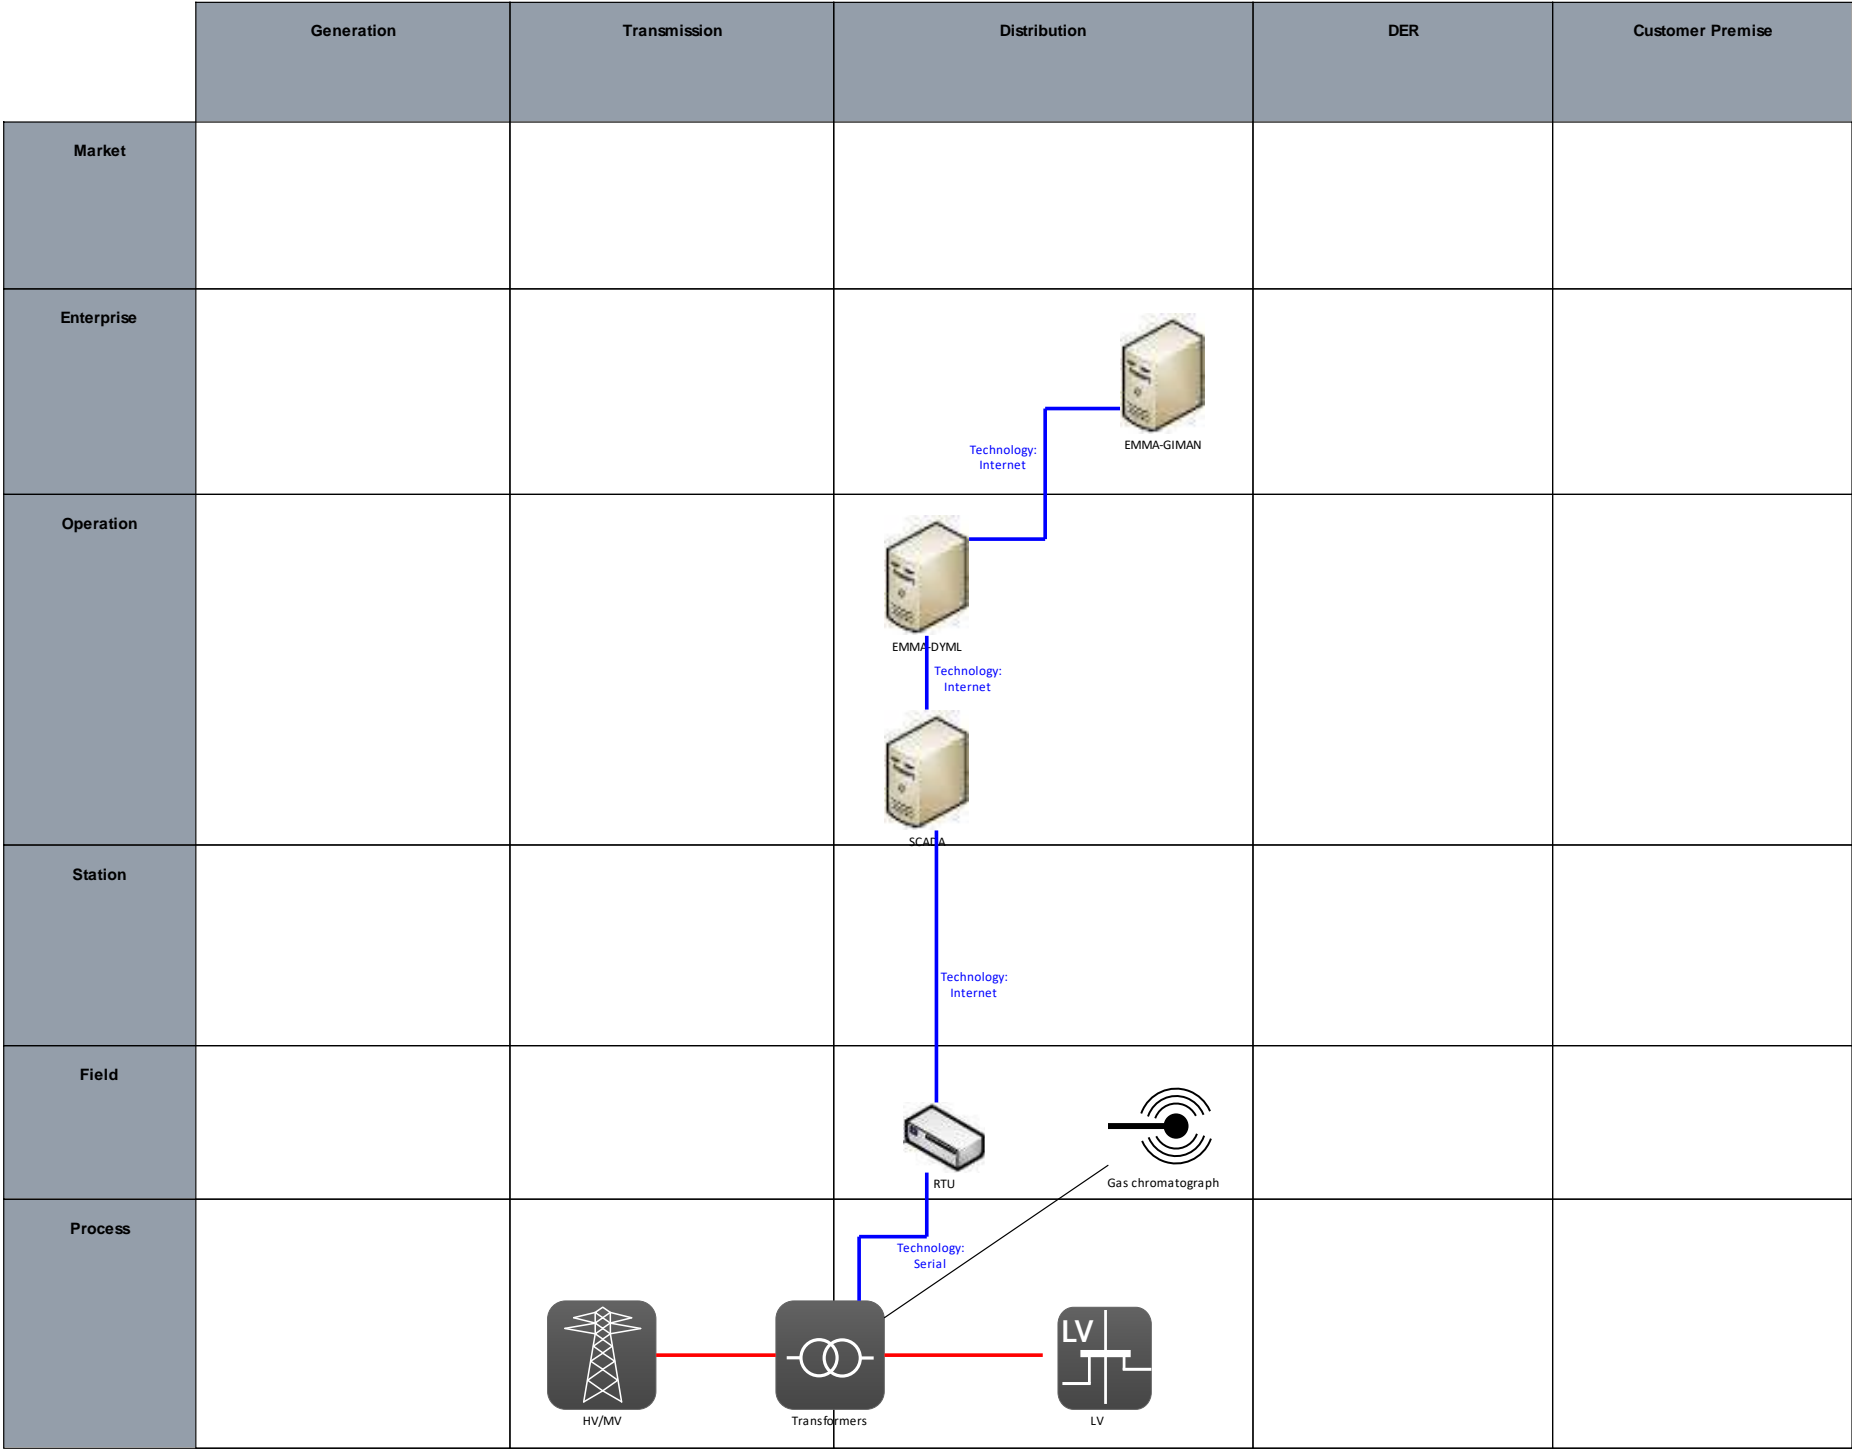 Generation
Transmission
Distribution
DER
Customer Premise
Market
Enterprise
EMMA-GIMAN
Technology:
Internet
Operation
EMMA-DYML
Technology:
Internet
SCADA
Station
Technology:
Internet
Field
RTU
Gas chromatograph
Process
Technology:
Serial
LV
HV/MV
Transformers
LV